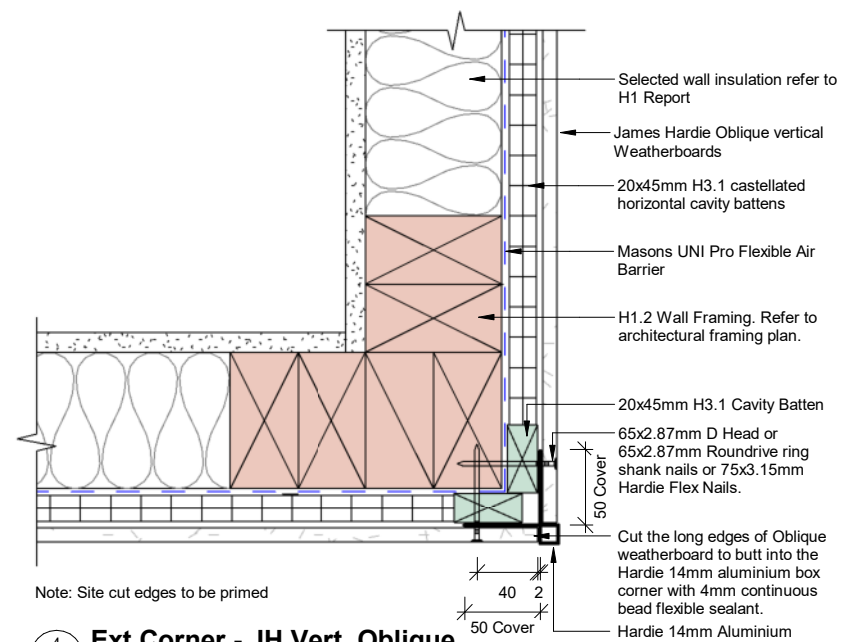 Selected wall insulation refer to
H1 Report
James Hardie Oblique vertical
Weatherboards
20x45mm H3.1 castellated
horizontal cavity battens
Masons UNI Pro Flexible Air
Barrier
H1.2 Wall Framing. Refer to
architectural framing plan.
20x45mm H3.1 Cavity Batten
65x2.87mm D Head or
65x2.87mm Roundrive ring
shank nails or 75x3.15mm
Hardie Flex Nails.
50 Cover
Cut the long edges of Oblique
weatherboard to butt into the
Hardie 14mm aluminium box
corner with 4mm continuous
bead flexible sealant.
Note: Site cut edges to be primed
40 2
50 Cover
Hardie 14mm Aluminium
Ext Corner - JH Vert. Oblique